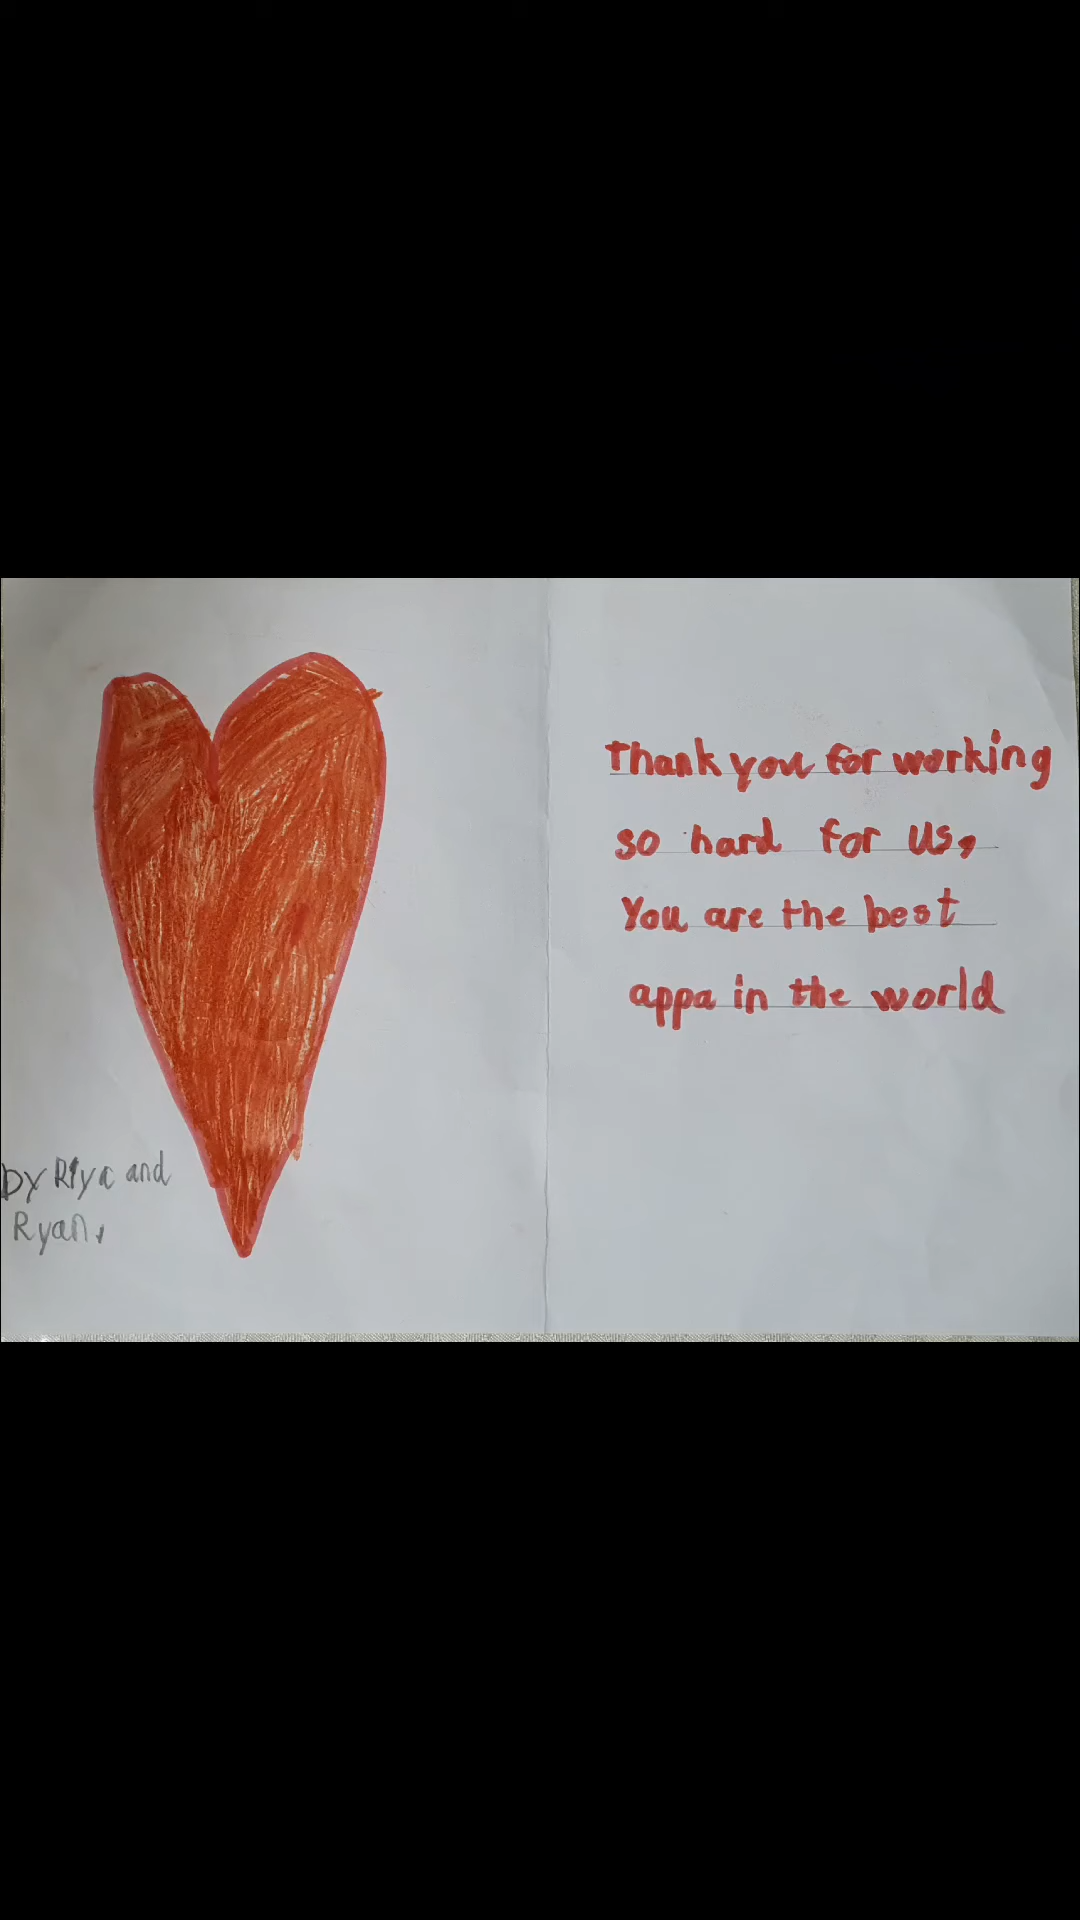 Thank you for working
so hard for us,
You are the best
appa in the world
by Riya and
Ryan,